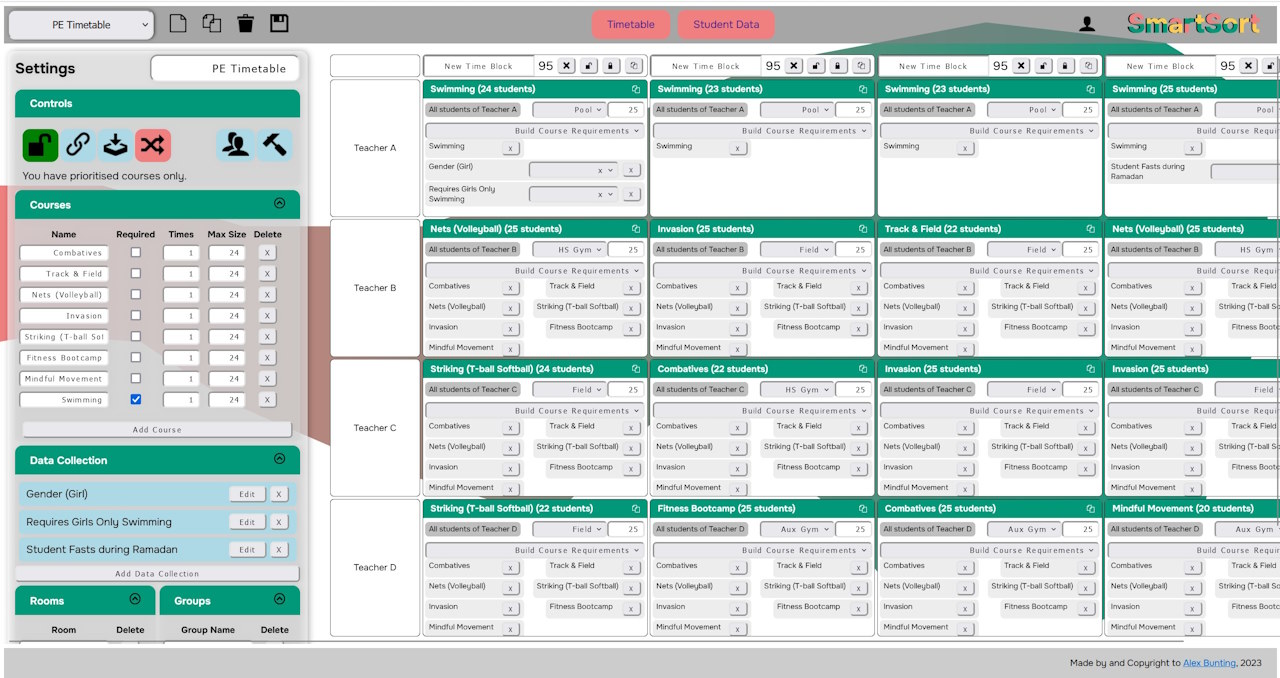 PE Timetable
Timetable
Student Data
SmartSort
Settings
PE Timetable
Controls
You have prioritised courses only.
Courses
Name Required Times Max Size Delete
Combatives 1 24 X
Track & Field 1 24 X
Nets (Volleyball) 1 24 X
Invasion 1 24 X
Striking (T-ball Sof 1 24 X
Fitness Bootcamp 1 24 X
Mindful Movement 1 24 X
Swimming 1 24 X
Add Course
Data Collection
Gender (Girl) Edit X
Requires Girls Only Swimming Edit X
Student Fasts during Ramadan Edit X
Add Data Collection
Rooms Groups
Room Delete Group Name Delete
New Time Block 95 New Time Block 95 New Time Block 95 New Time Block 95
Teacher A
Swimming (24 students)
All students of Teacher A Pool 25
Build Course Requirements
Swimming x
Gender (Girl) x x
Requires Girls Only Swimming x x
Swimming (23 students)
All students of Teacher A Pool 25
Build Course Requirements
Swimming x
Swimming (23 students)
All students of Teacher A Pool 25
Build Course Requirements
Swimming x
Swimming (25 students)
All students of Teacher A Pool
Build Course Requi
Swimming x
Student Fasts during Ramadan
Teacher B
Nets (Volleyball) (25 students)
All students of Teacher B HS Gym 25
Build Course Requirements
Combatives x Track & Field x
Nets (Volleyball) x Striking (T-ball Softball) x
Invasion x Fitness Bootcamp x
Mindful Movement x
Invasion (25 students)
All students of Teacher B Field 25
Build Course Requirements
Combatives x Track & Field x
Nets (Volleyball) x Striking (T-ball Softball) x
Invasion x Fitness Bootcamp x
Mindful Movement x
Track & Field (22 students)
All students of Teacher B Field 25
Build Course Requirements
Combatives x Track & Field x
Nets (Volleyball) x Striking (T-ball Softball) x
Invasion x Fitness Bootcamp x
Mindful Movement x
Nets (Volleyball) (25 students)
All students of Teacher B HS Gym
Build Course Requi
Combatives x Track & Field
Nets (Volleyball) x Striking (T-ball So
Invasion x Fitness Bootc
Mindful Movement x
Teacher C
Striking (T-ball Softball) (24 students)
All students of Teacher C Field 25
Build Course Requirements
Combatives x Track & Field x
Nets (Volleyball) x Striking (T-ball Softball) x
Invasion x Fitness Bootcamp x
Mindful Movement x
Combatives (22 students)
All students of Teacher C HS Gym 25
Build Course Requirements
Combatives x Track & Field x
Nets (Volleyball) x Striking (T-ball Softball) x
Invasion x Fitness Bootcamp x
Mindful Movement x
Invasion (25 students)
All students of Teacher C Field 25
Build Course Requirements
Combatives x Track & Field x
Nets (Volleyball) x Striking (T-ball Softball) x
Invasion x Fitness Bootcamp x
Mindful Movement x
Invasion (25 students)
All students of Teacher C Field
Build Course Requi
Combatives x Track & Field
Nets (Volleyball) x Striking (T-ball So
Invasion x Fitness Bootc
Mindful Movement x
Teacher D
Striking (T-ball Softball) (22 students)
All students of Teacher D Field 25
Build Course Requirements
Combatives x Track & Field x
Nets (Volleyball) x Striking (T-ball Softball) x
Invasion x Fitness Bootcamp x
Mindful Movement x
Fitness Bootcamp (25 students)
All students of Teacher D Aux Gym 25
Build Course Requirements
Combatives x Track & Field x
Nets (Volleyball) x Striking (T-ball Softball) x
Invasion x Fitness Bootcamp x
Mindful Movement x
Combatives (25 students)
All students of Teacher D Aux Gym 25
Build Course Requirements
Combatives x Track & Field x
Nets (Volleyball) x Striking (T-ball Softball) x
Invasion x Fitness Bootcamp x
Mindful Movement x
Mindful Movement (20 students)
All students of Teacher D Aux Gym
Build Course Requi
Combatives x Track & Field
Nets (Volleyball) x Striking (T-ball So
Invasion x Fitness Bootc
Mindful Movement x
Made by and Copyright to Alex Bunting, 2023